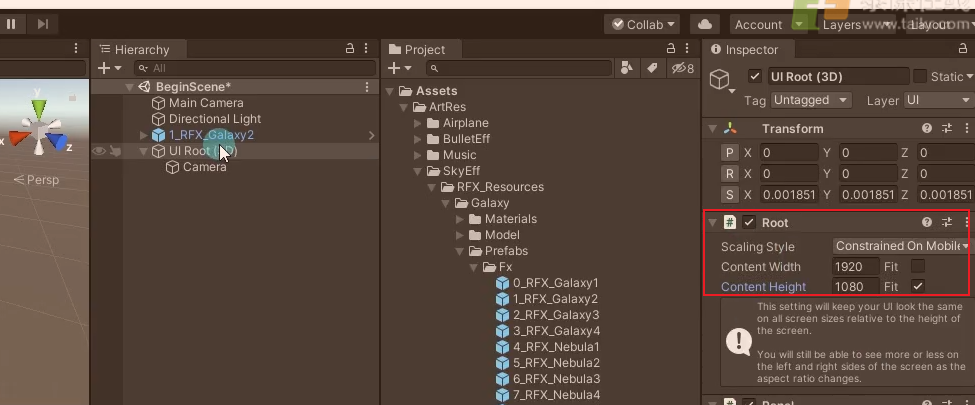 Collab
Account
Layers
Layout
www.taikr.com
Hierarchy
All
BeginScene*
Main Camera
Directional Light
1_RFX_Galaxy2
UI Root (3D)
Camera
y
x
z
Persp
Project
8
Assets
ArtRes
Airplane
BulletEff
Music
SkyEff
RFX_Resources
Galaxy
Materials
Model
Prefabs
Fx
0_RFX_Galaxy1
1_RFX_Galaxy2
2_RFX_Galaxy3
3_RFX_Galaxy4
4_RFX_Nebula1
5_RFX_Nebula2
6_RFX_Nebula3
7_RFX_Nebula4
Inspector
UI Root (3D) Static
Tag Untagged Layer UI
Transform
P X 0 Y 0 Z 0
R X 0 Y 0 Z 0
S X 0.001851 Y 0.001851 Z 0.001851
# Root
Scaling Style Constrained On Mobile
Content Width 1920 Fit
Content Height 1080 Fit
This setting will keep your UI look the same
on all screen sizes relative to the height of
the screen.
You will still be able to see more or less on
the left and right sides of the screen as the
aspect ratio changes.
Panel